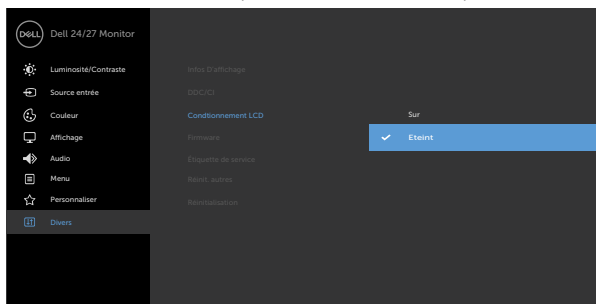 DELL Dell 24/27 Monitor
Luminosité/Contraste
Infos D'affichage
Source entrée
DDC/CI
Couleur
Condtionnement LCD
Sur
Affichage
Firmware
Eteint
Audio
Etiquette de service
Menu
Réinit. autres
Personnaliser
Réinitialisation
Divers